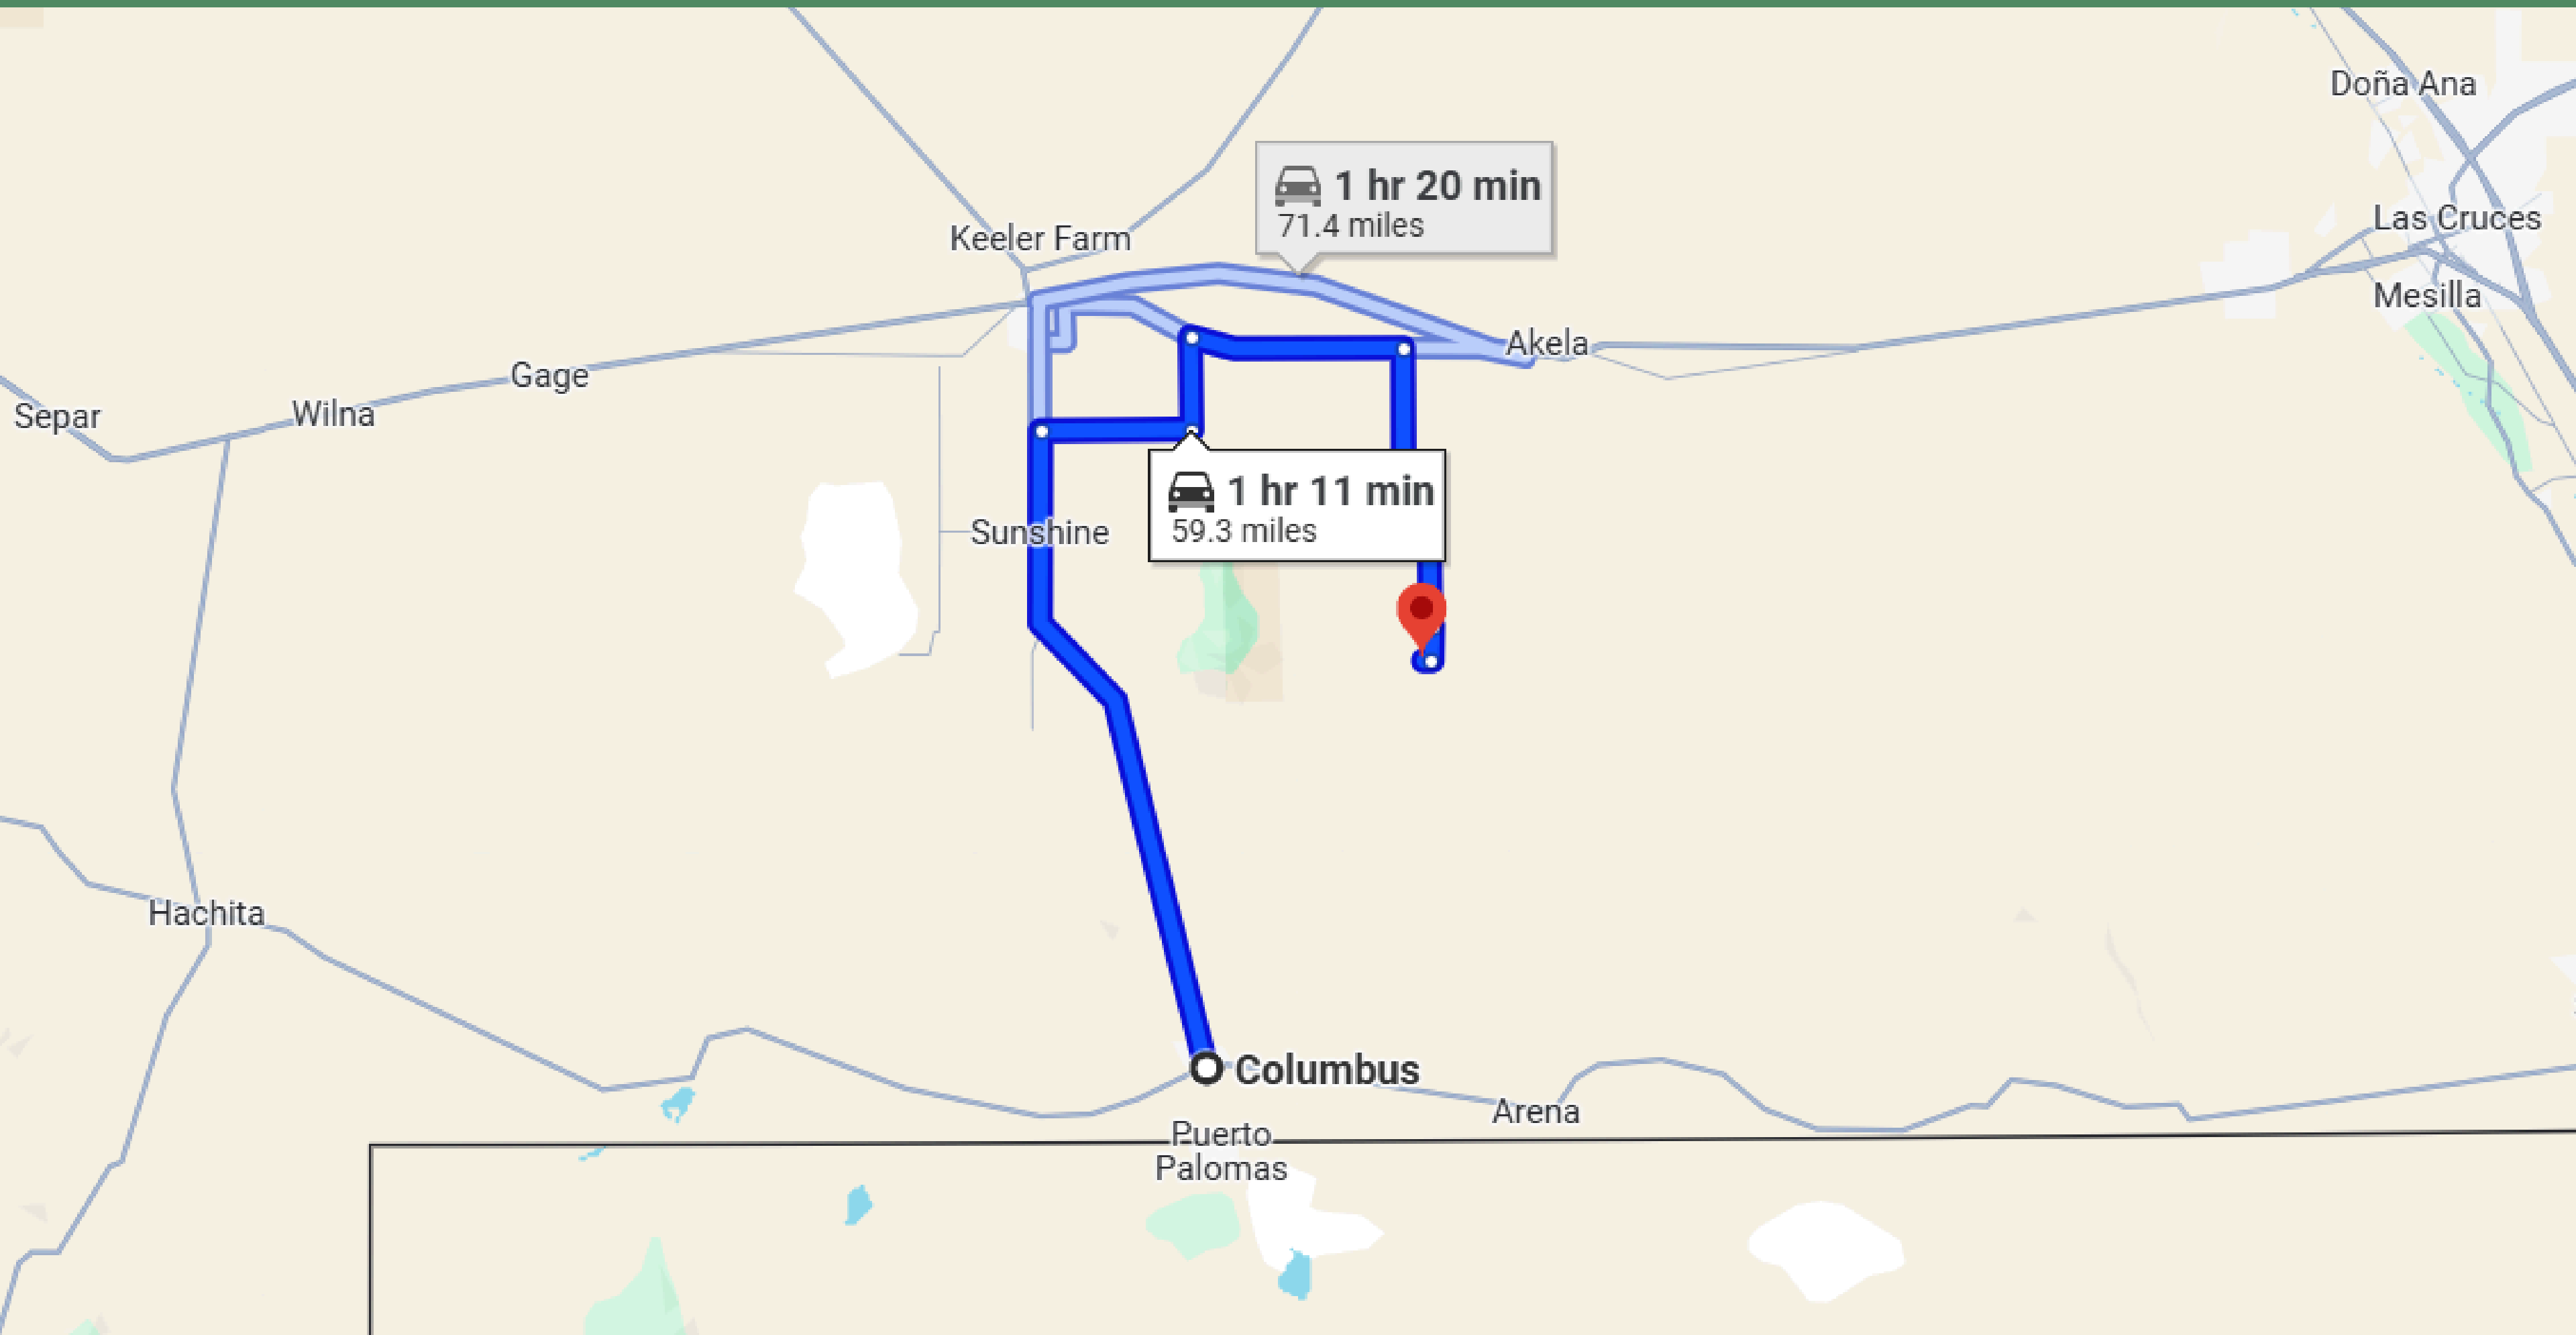 Doña Ana
1 hr 20 min
71.4 miles
Keeler Farm
Las Cruces
Mesilla
Akela
Gage
Separ
Wilna
1 hr 11 min
59.3 miles
Sunshine
Hachita
Columbus
Arena
Puerto
Palomas